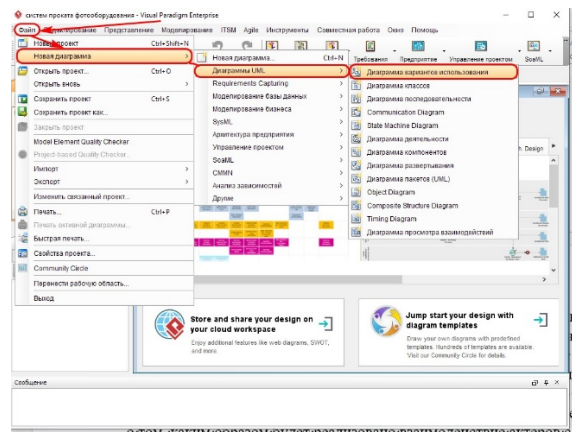 систем проката фотооборудования - Visual Paradigm Enterprise
Файл Моделирование Представление Моделирование ITSM Agile Инструменты Совместная работа Окно Помощь
Новый проект Ctrl+Shift+N
Новая диаграмма
Открыть проект... Ctrl+O
Открыть вновь
Сохранить проект Ctrl+S
Сохранить проект как...
Закрыть проект
Model Element Quality Checker
Project-based Quality Checker...
Импорт
Экспорт
Изменить связанный проект...
Печать... Ctrl+P
Печать активной диаграммы...
Быстрая печать...
Свойства проекта...
Community Circle
Перенести рабочую область...
Выход
Новая диаграмма... Ctrl+N
Диаграммы UML
Requirements Capturing
Моделирование базы данных
Моделирование бизнеса
SysML
Архитектура предприятия
Управление проектом
SoaML
CMMN
Анализ зависимостей
Другие
Требования Предприятие Управление проектом SoaML
Диаграмма вариантов использования
Диаграмма классов
Диаграмма последовательности
Communication Diagram
State Machine Diagram
Диаграмма деятельности
Диаграмма компонентов
Диаграмма развертывания
Диаграмма пакетов (UML)
Object Diagram
Composite Structure Diagram
Timing Diagram
Диаграмма просмотра взаимодействий
h Design
Store and share your design on
your cloud workspace
Enjoy additional features like web diagrams, SWOT,
and more.
Jump start your design with
diagram templates
Draw your own diagrams with predefined
templates. Hundreds of templates are available.
Visit our Community Circle for details.
Сообщение